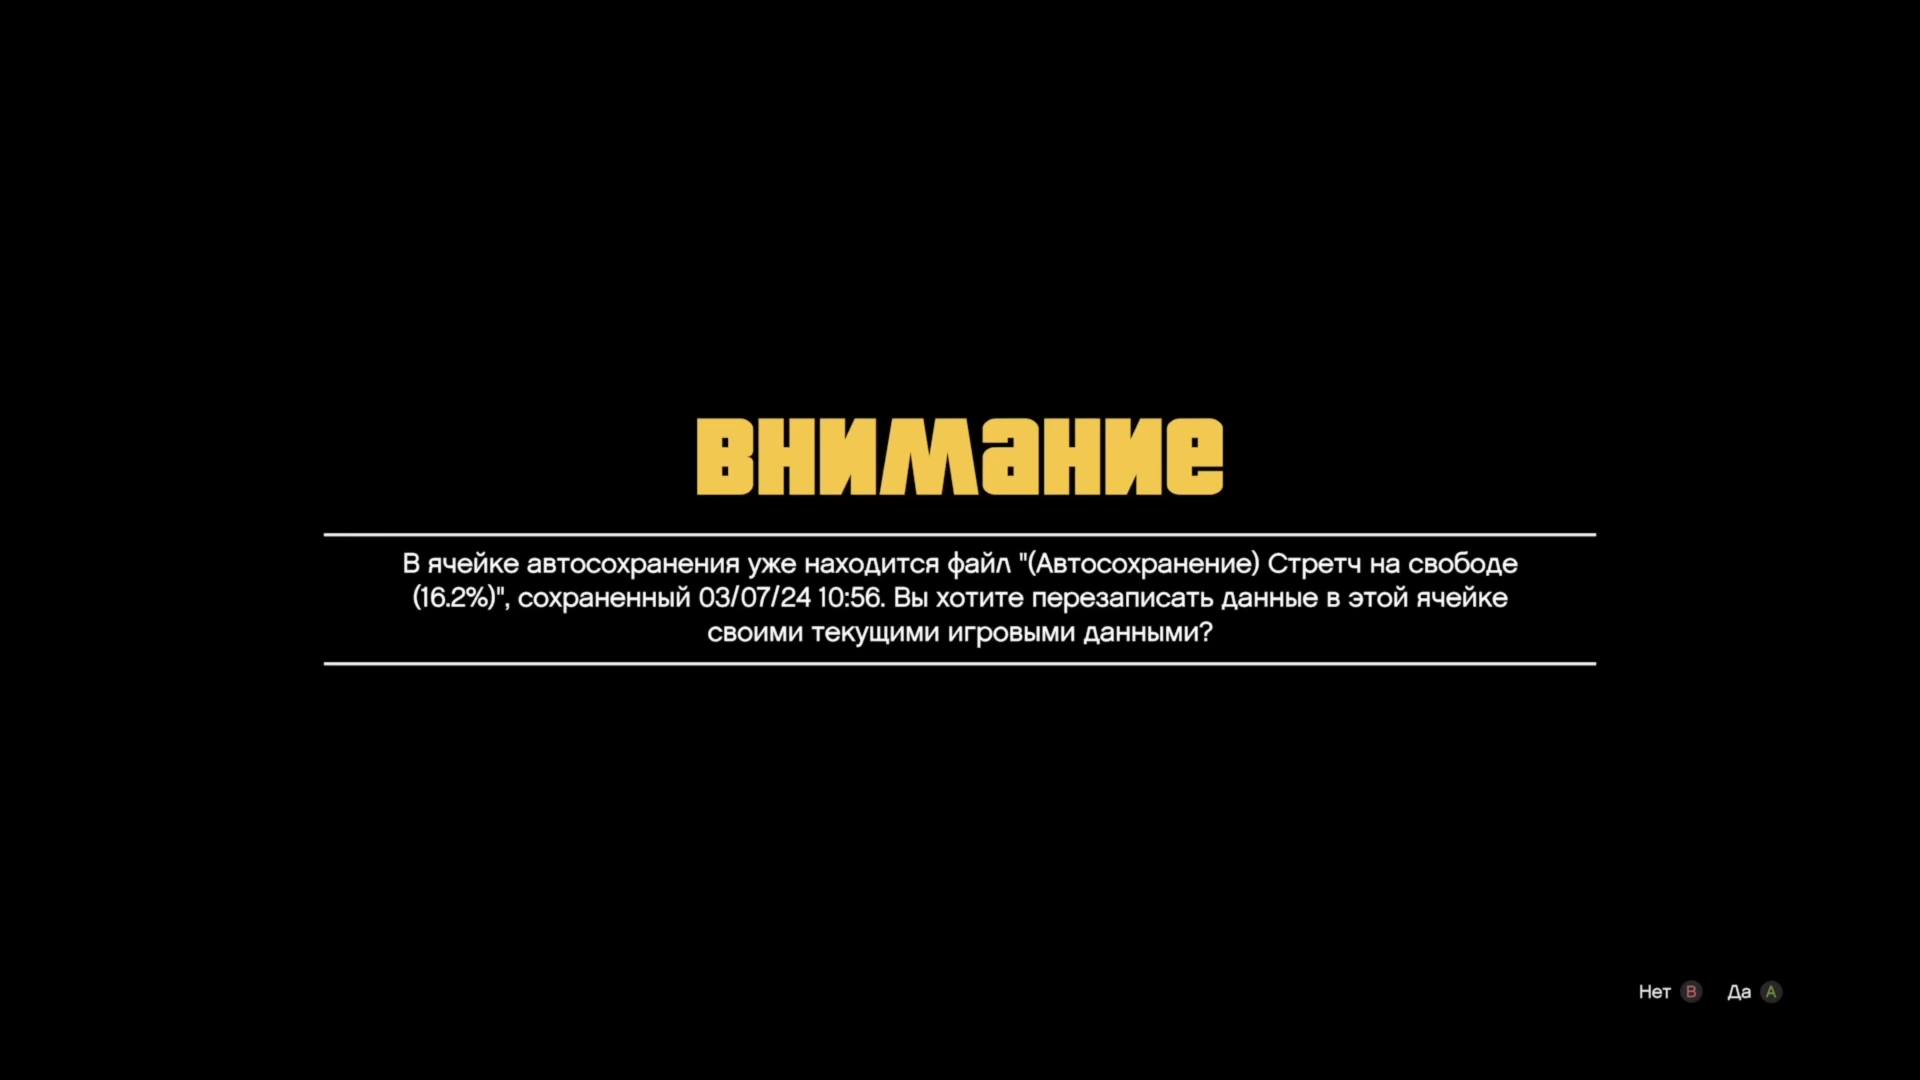 Внимание
В ячейке автосохранения уже находится файл "(Автосохранение) Стретч на свободе
(16.2%)", сохраненный 03/07/24 10:56. Вы хотите перезаписать данные в этой ячейке
своими текущими игровыми данными?
Нет B Да A